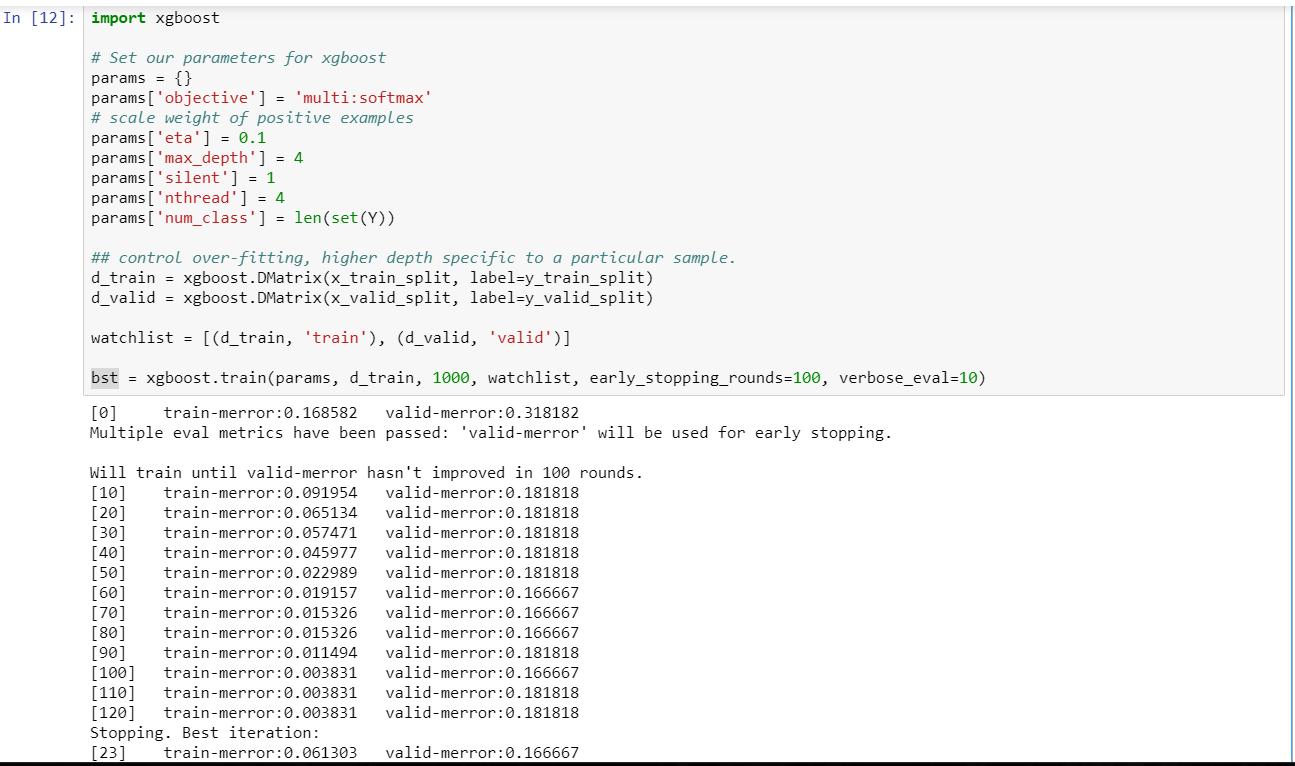 In [12]: import xgboost
# Set our parameters for xgboost
params = {}
params['objective'] = 'multi:softmax'
# scale weight of positive examples
params['eta'] = 0.1
params['max_depth'] = 4
params['silent'] = 1
params['nthread'] = 4
params['num_class'] = len(set(Y))
## control over-fitting, higher depth specific to a particular sample.
d_train = xgboost.DMatrix(x_train_split, label=y_train_split)
d_valid = xgboost.DMatrix(x_valid_split, label=y_valid_split)
watchlist = [(d_train, 'train'), (d_valid, 'valid')]
bst = xgboost.train(params, d_train, 1000, watchlist, early_stopping_rounds=100, verbose_eval=10)
[0] train-merror:0.168582 valid-merror:0.318182
Multiple eval metrics have been passed: 'valid-merror' will be used for early stopping.
Will train until valid-merror hasn't improved in 100 rounds.
[10] train-merror:0.091954 valid-merror:0.181818
[20] train-merror:0.065134 valid-merror:0.181818
[30] train-merror:0.057471 valid-merror:0.181818
[40] train-merror:0.045977 valid-merror:0.181818
[50] train-merror:0.022989 valid-merror:0.181818
[60] train-merror:0.019157 valid-merror:0.166667
[70] train-merror:0.015326 valid-merror:0.166667
[80] train-merror:0.015326 valid-merror:0.166667
[90] train-merror:0.011494 valid-merror:0.181818
[100] train-merror:0.003831 valid-merror:0.166667
[110] train-merror:0.003831 valid-merror:0.181818
[120] train-merror:0.003831 valid-merror:0.181818
Stopping. Best iteration:
[23] train-merror:0.061303 valid-merror:0.166667